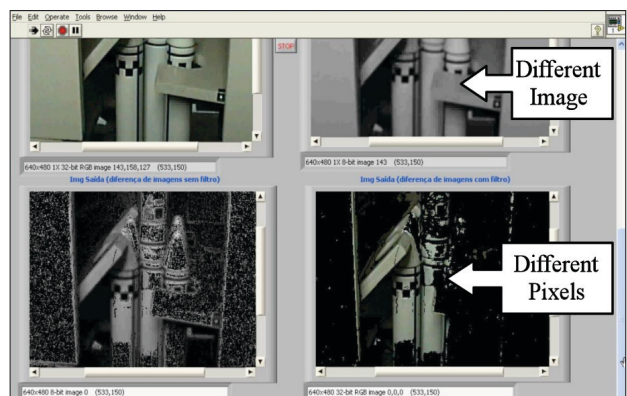 File Edit Operate Tools Browse Window Help
STOP
Different
Image
640x480 1X 32-bit RGB image 143,158,127 (533,150)
640x480 1X 8-bit image 143 (533,150)
Img Saída (diferença de imagens sem filtro)
Img Saída (diferença de imagens com filtro)
Different
Pixels
640x480 8-bit image 0 (533,150)
640x480 32-bit RGB image 0,0,0 (533,150)